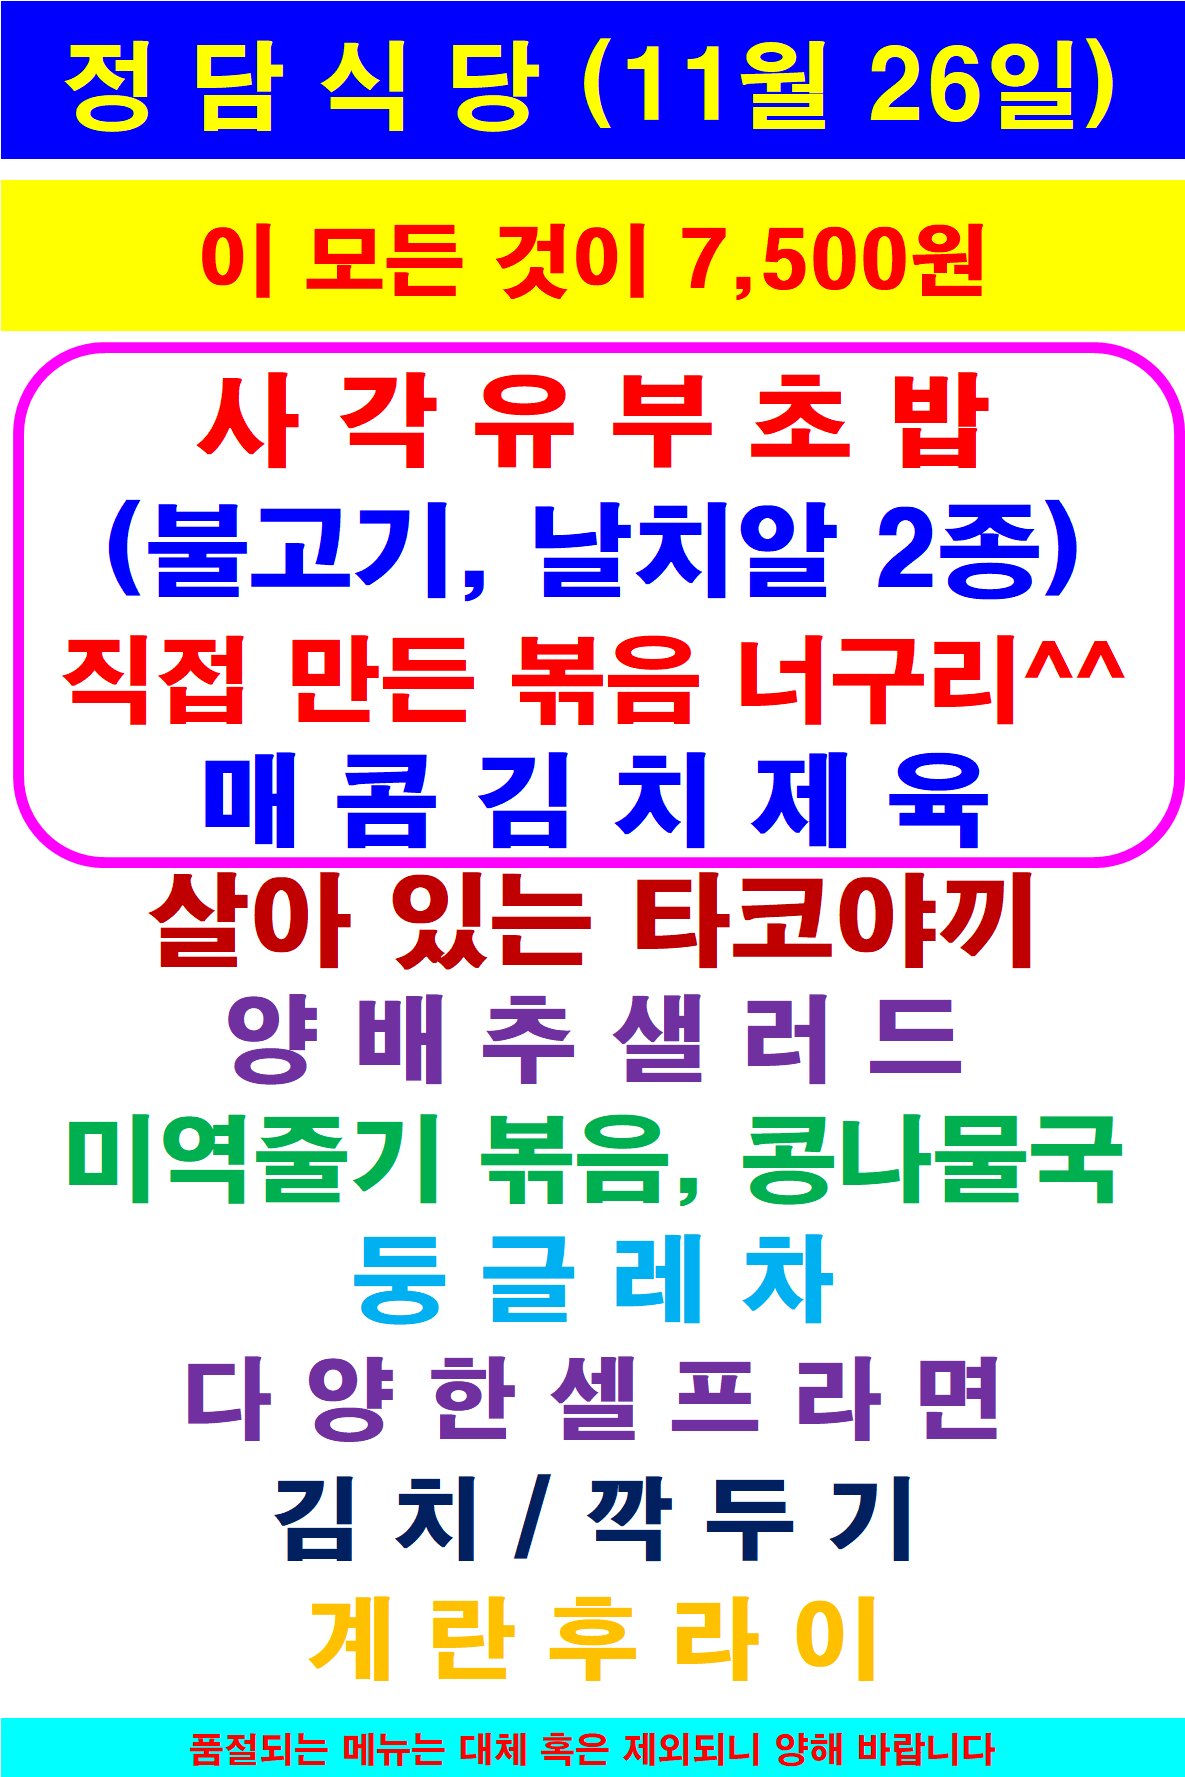 정 담 식 당 (11월 26일)
이 모든 것이 7,500원
사 각 유 부 초 밥
(불고기, 날치알 2종)
직접 만든 볶음 너구리^^
매 콤 김 치 제 육
살아 있는 타코야끼
양 배 추 샐 러 드
미역줄기 볶음, 콩나물국
둥 글 레 차
다 양 한 셀 프 라 면
김 치 / 깍 두 기
계 란 후 라 이
품절되는 메뉴는 대체 혹은 제외되니 양해 바랍니다